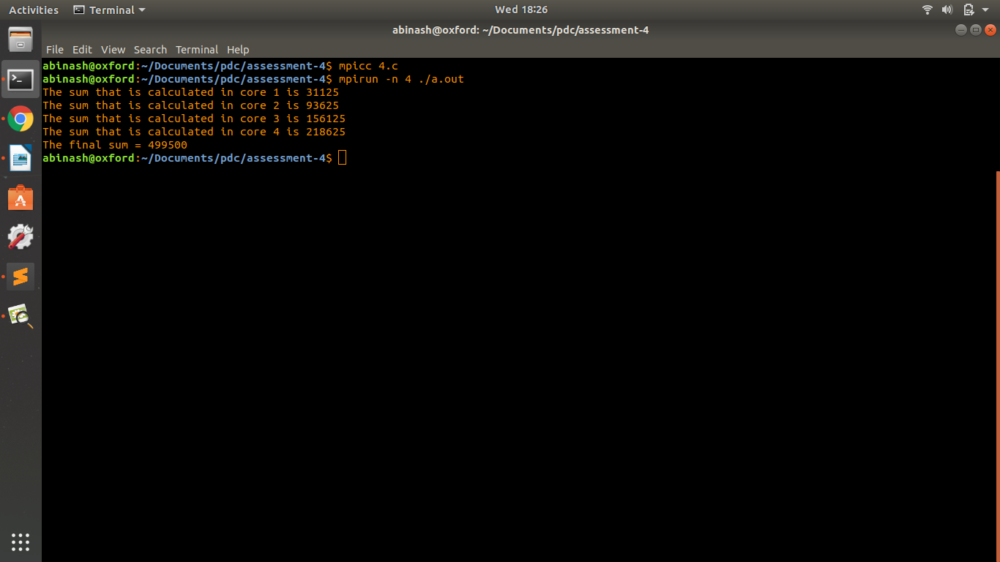 Activities Terminal Wed 18:26
abinash@oxford: ~/Documents/pdc/assessment-4
File Edit View Search Terminal Help
abinash@oxford:~/Documents/pdc/assessment-4$ mpicc 4.c
abinash@oxford:~/Documents/pdc/assessment-4$ mpirun -n 4 ./a.out
The sum that is calculated in core 1 is 31125
The sum that is calculated in core 2 is 93625
The sum that is calculated in core 3 is 156125
The sum that is calculated in core 4 is 218625
The final sum = 499500
abinash@oxford:~/Documents/pdc/assessment-4$